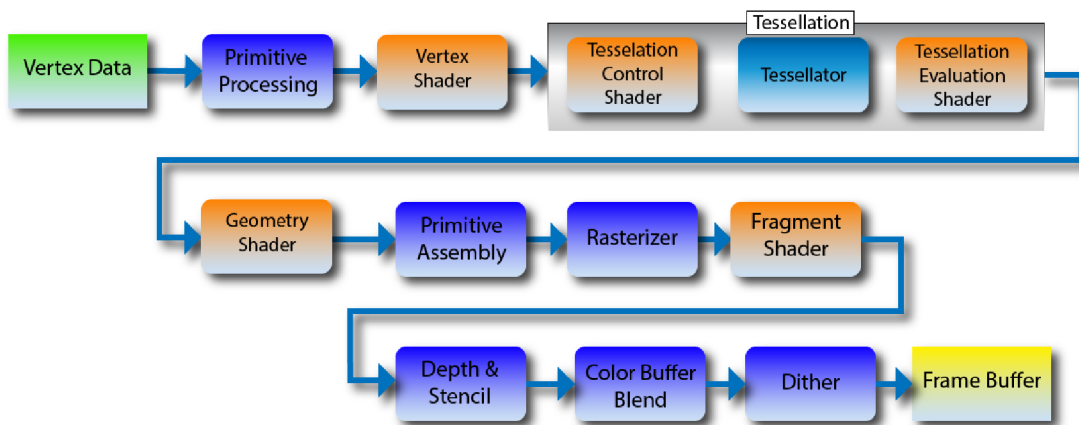 Tessellation
Vertex Data
Primitive
Processing
Vertex
Shader
Tesselation
Control
Shader
Tessellator
Tessellation
Evaluation
Shader
Geometry
Shader
Primitive
Assembly
Rasterizer
Fragment
Shader
Depth &
Stencil
Color Buffer
Blend
Dither
Frame Buffer